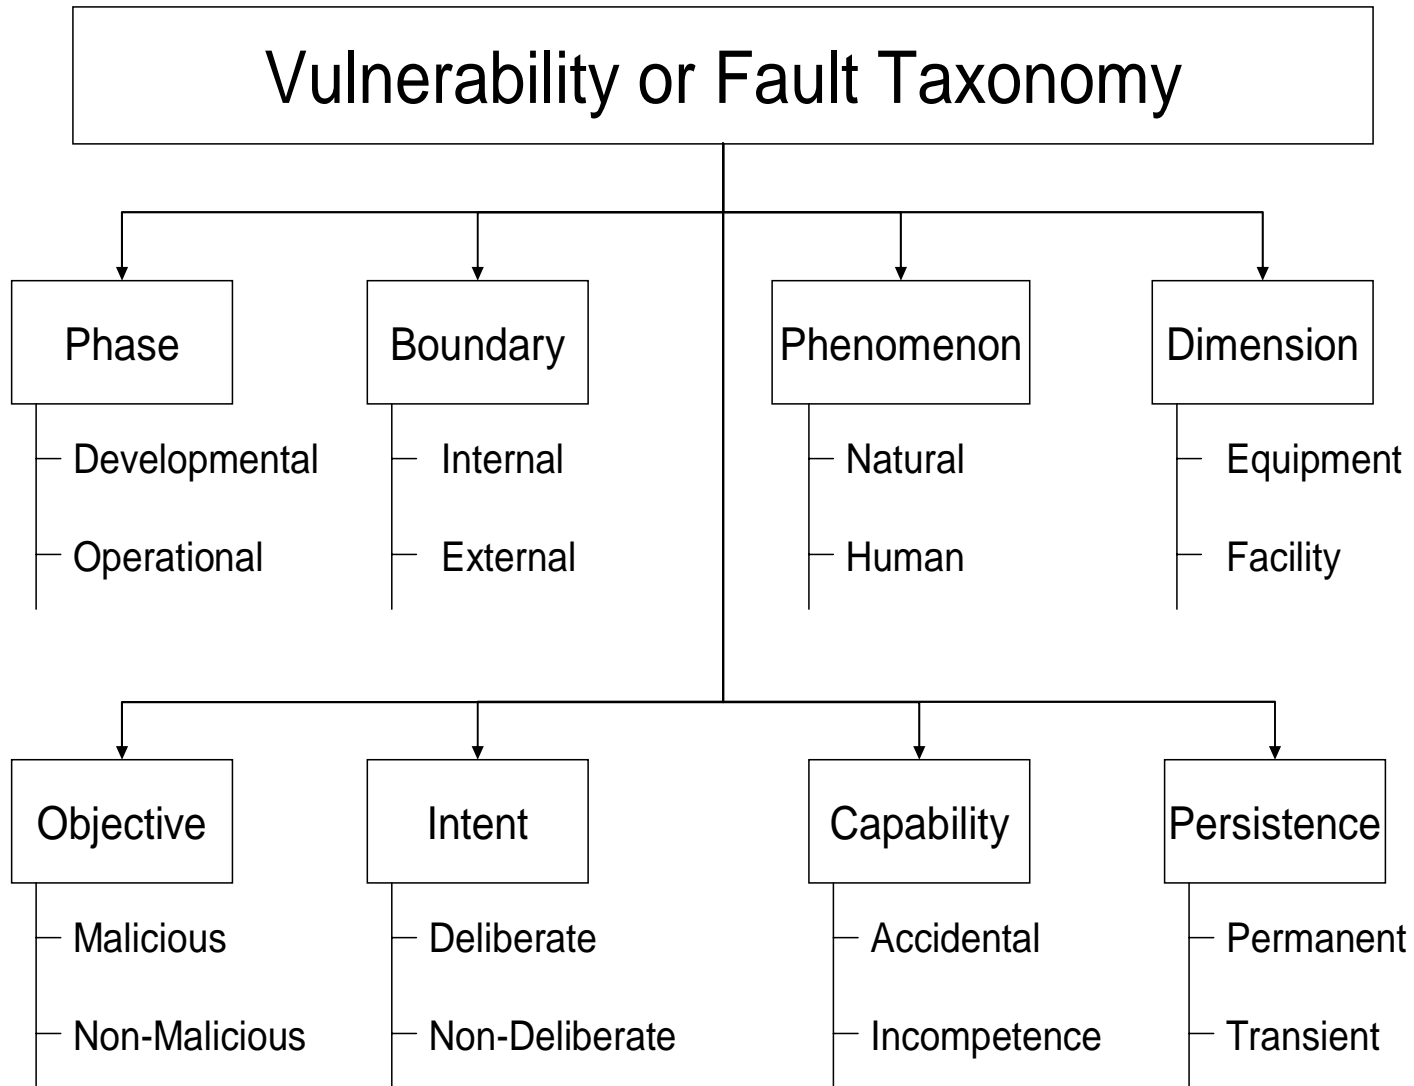 Vulnerability or Fault Taxonomy
Phase
Boundary
Phenomenon
Dimension
Developmental
Internal
Natural
Equipment
Operational
External
Human
Facility
Objective
Intent
Capability
Persistence
Malicious
Deliberate
Accidental
Permanent
Non-Malicious
Non-Deliberate
Incompetence
Transient